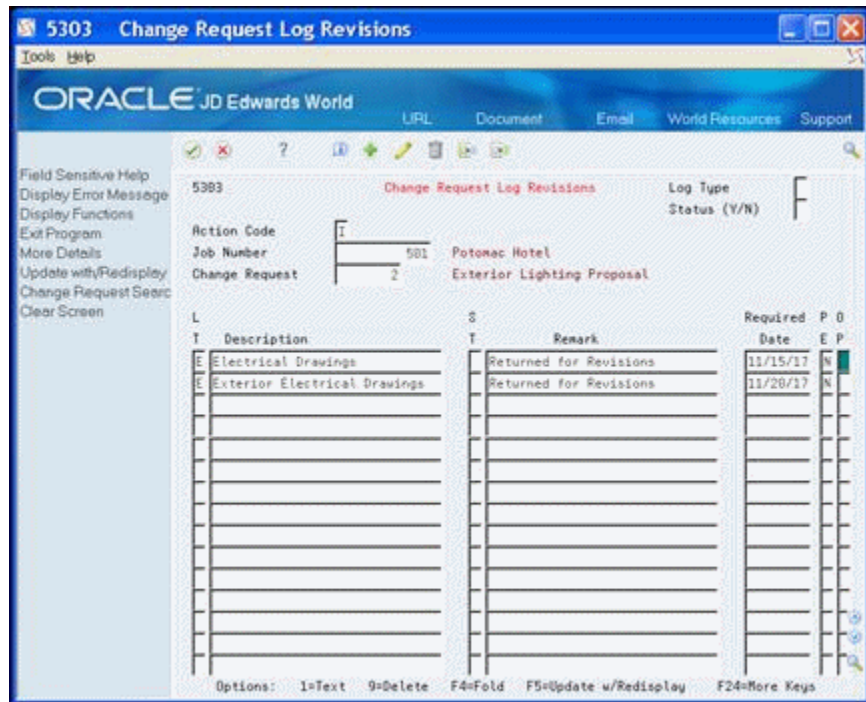 5303 Change Request Log Revisions
Tools Help
ORACLE JD Edwards World
URL Document Email World Resources Support
?
Field Sensitive Help
Display Error Message
Display Functions
Exit Program
More Details
Update with/Redisplay
Change Request Searc
Clear Screen
5303 Change Request Log Revisions Log Type
Status (Y/N)
Action Code I
Job Number 501 Potomac Hotel
Change Request 2 Exterior Lighting Proposal
L S Required P O
T Description T Remark Date E P
E Electrical Drawings Returned for Revisions 11/15/17 N
E Exterior Electrical Drawings Returned for Revisions 11/20/17 N
Options: 1=Text 9=Delete F4=Fold F5=Update w/Redisplay F24=More Keys